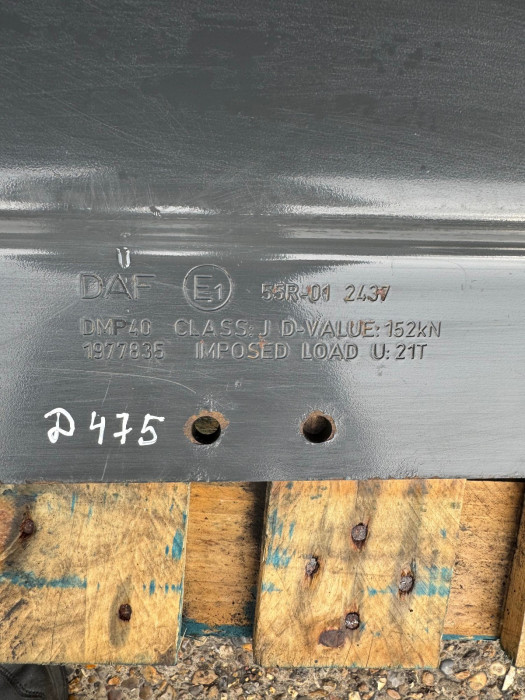 DAF E1 55R-01 2437
DMP40 CLASS: J D-VALUE: 152kN
1977835 IMPOSED LOAD U: 21T
D 475